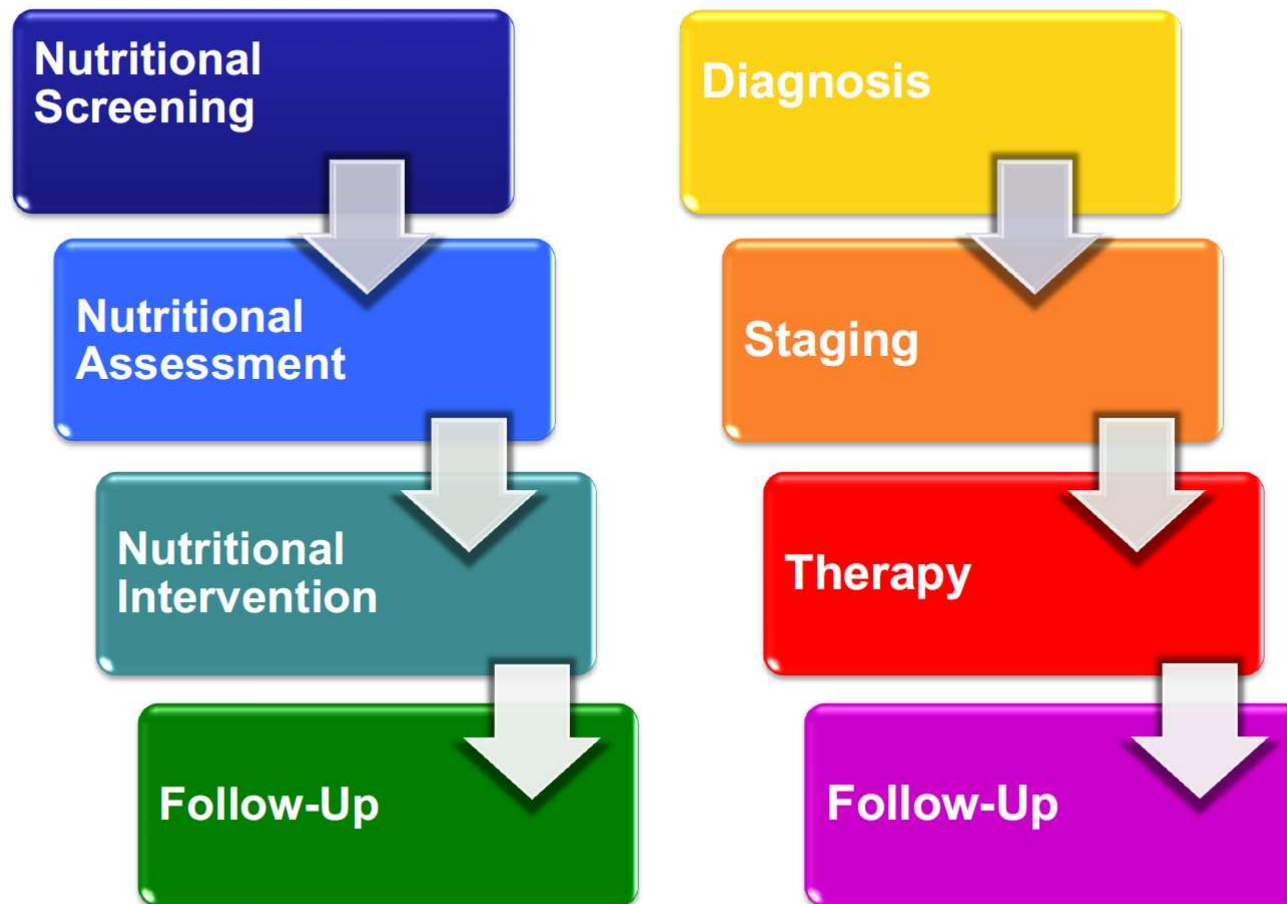 Nutritional
Screening
Nutritional
Assessment
Nutritional
Intervention
Follow-Up
Diagnosis
Staging
Therapy
Follow-Up